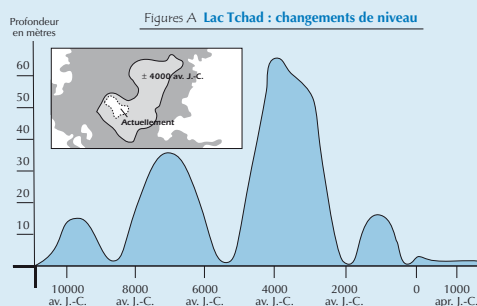 Profondeur
en mètres
Figures A Lac Tchad : changements de niveau
± 4000 av. J.-C.
Actuellement
60
50
40
30
20
10
10000 8000 6000 4000 2000 0 1000
av. J.-C. av. J.-C. av. J.-C. av. J.-C. av. J.-C. apr. J.-C.